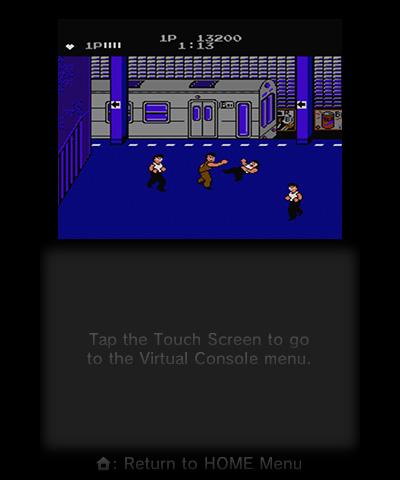 1P 13200
1P 1:13
Tap the Touch Screen to go
to the Virtual Console menu.
: Return to HOME Menu